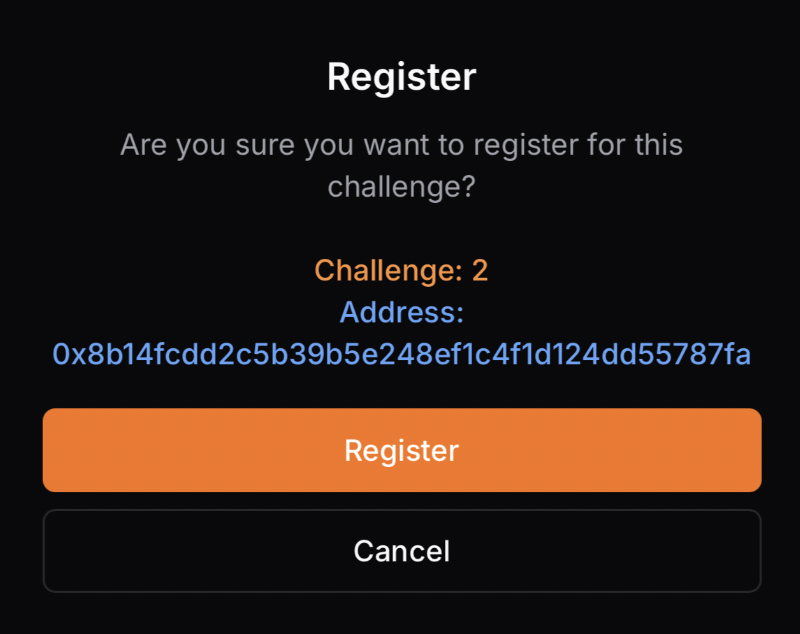 Register
Are you sure you want to register for this
challenge?
Challenge: 2
Address:
0x8b14fcdd2c5b39b5e248ef1c4f1d124dd55787fa
Register
Cancel